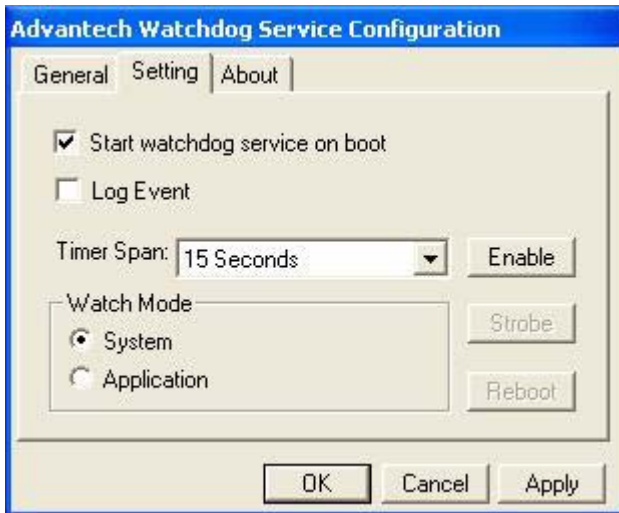 Advantech Watchdog Service Configuration
General Setting About
Start watchdog service on boot
Log Event
Timer Span: 15 Seconds Enable
Watch Mode
System
Application
Strobe
Reboot
OK Cancel Apply